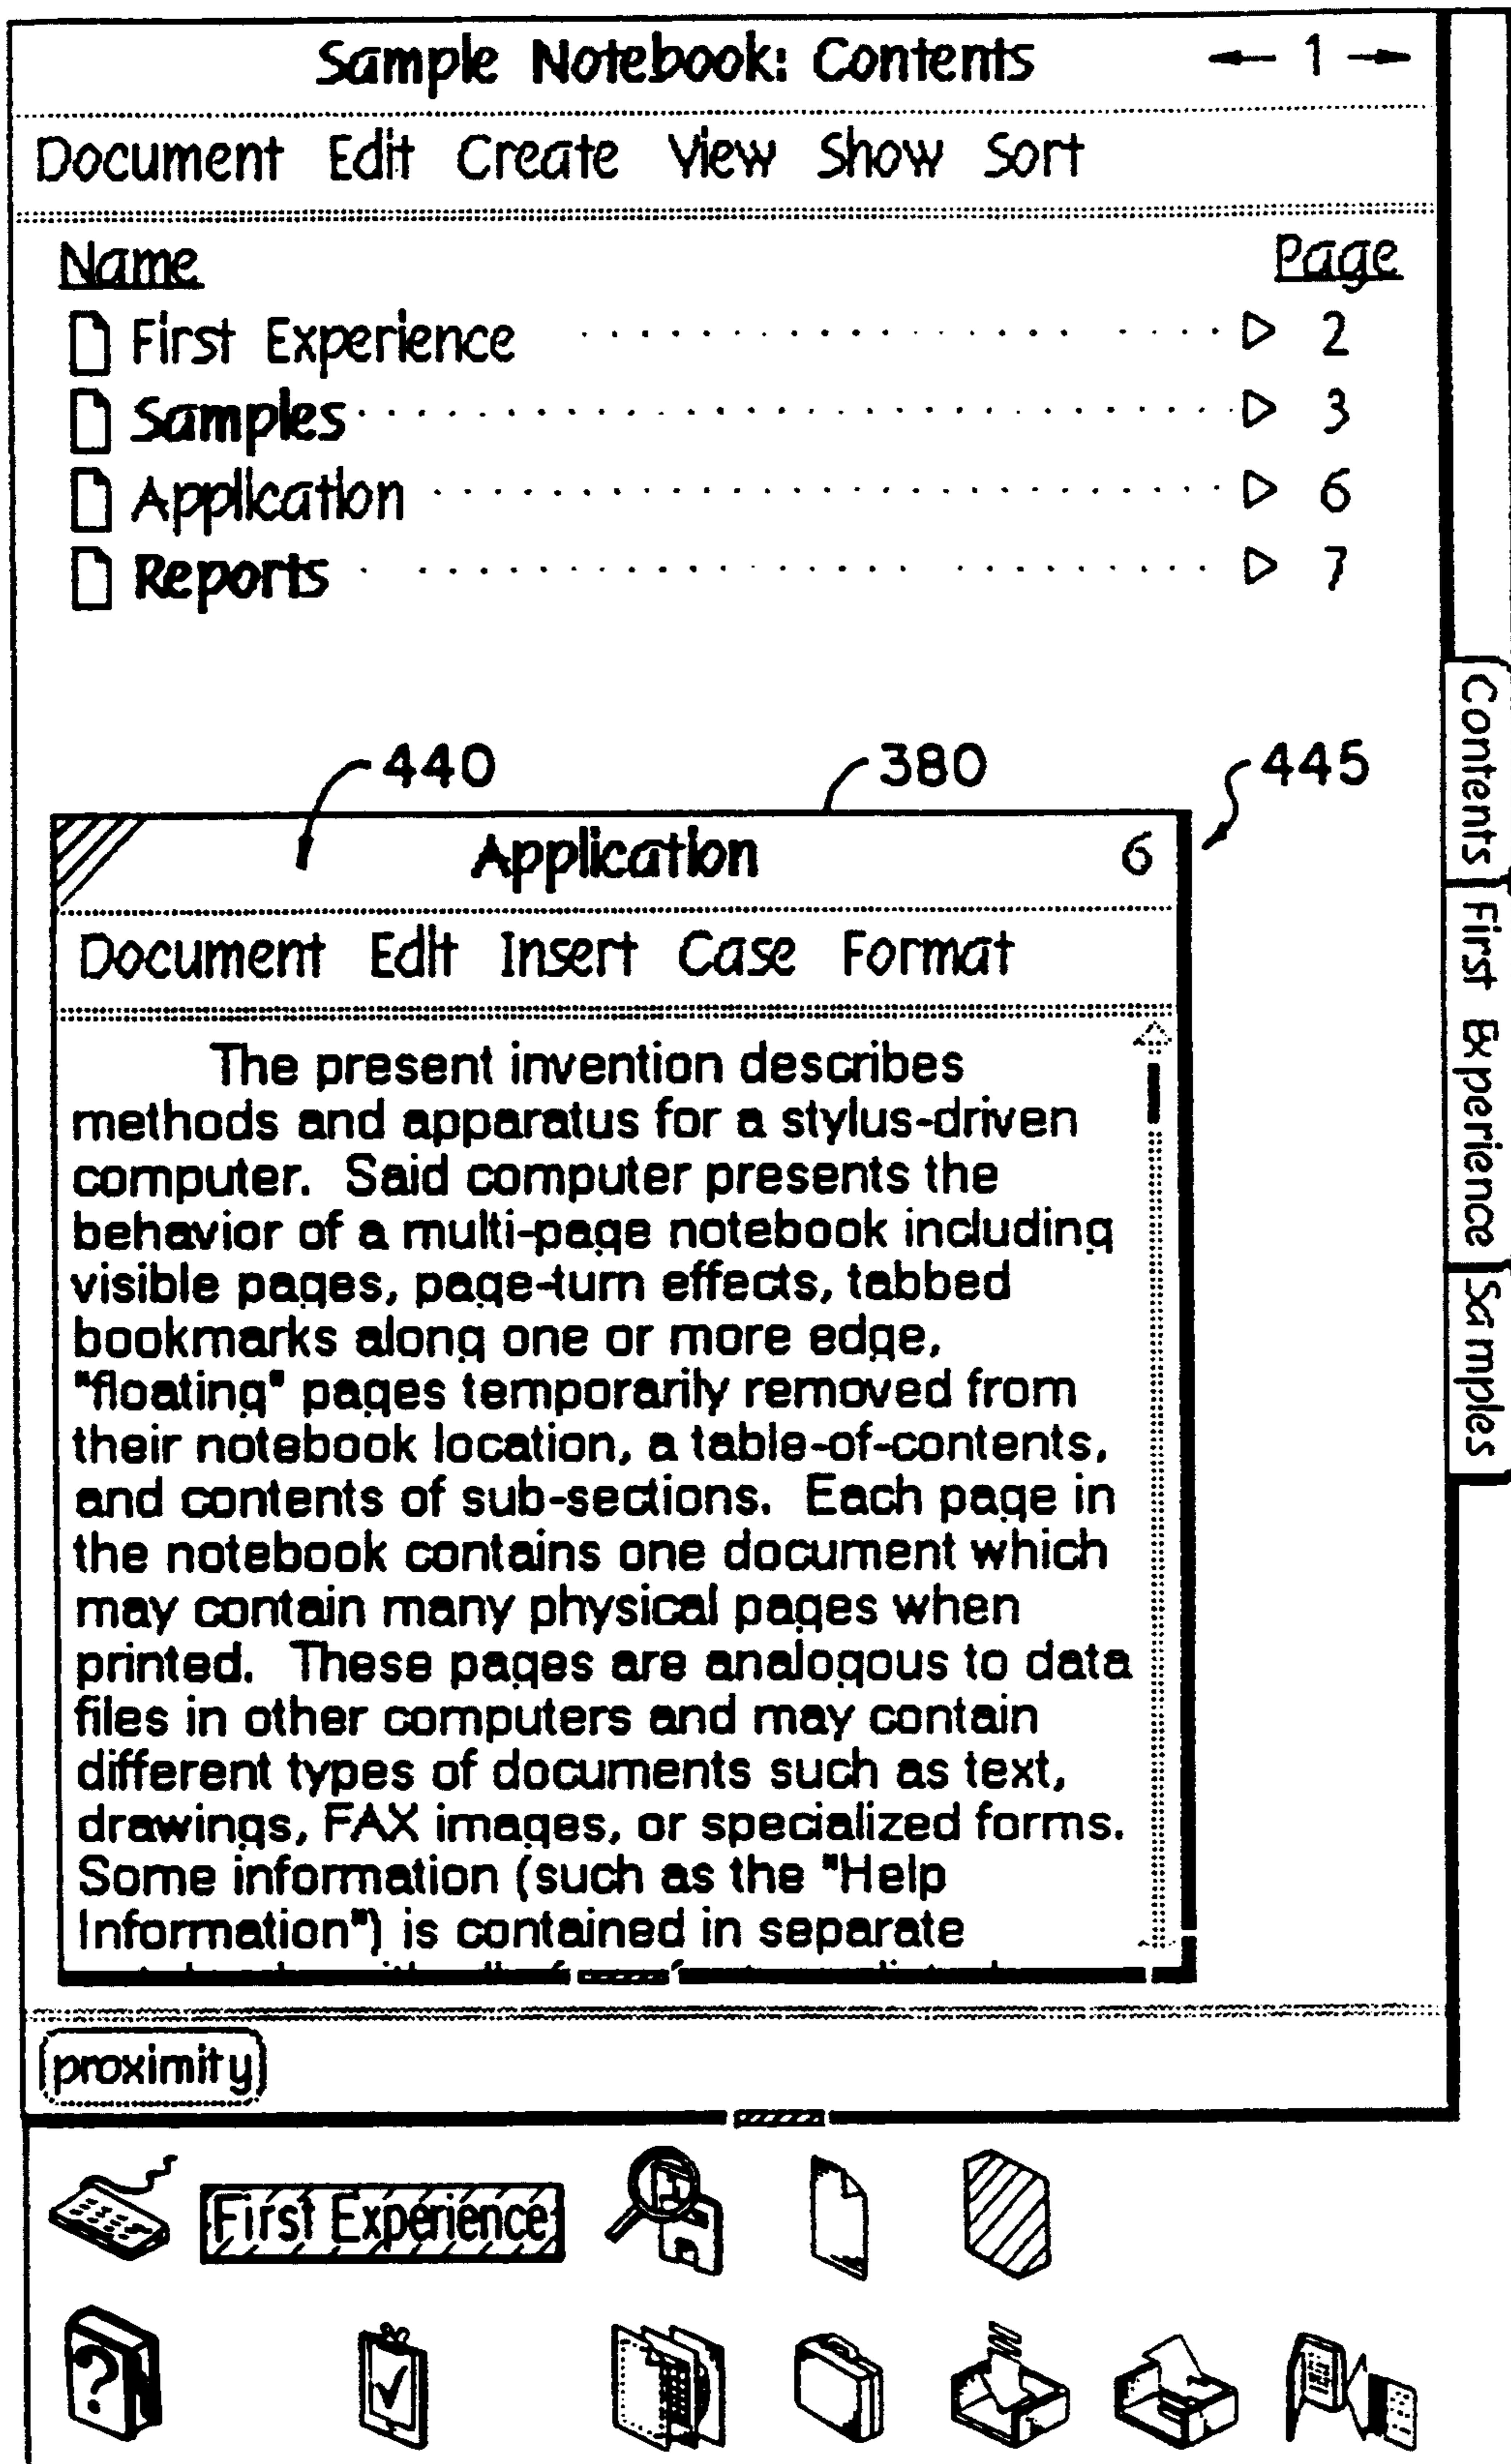 Sample Notebook: Contents ← 1 →
Document Edit Create View Show Sort
Name Page
First Experience 2
Samples 3
Application 6
Reports 7
440 380 445
Application 6
Document Edit Insert Case Format
The present invention describes
methods and apparatus for a stylus-driven
computer. Said computer presents the
behavior of a multi-page notebook including
visible pages, page-turn effects, tabbed
bookmarks along one or more edge,
"floating" pages temporarily removed from
their notebook location, a table-of-contents,
and contents of sub-sections. Each page in
the notebook contains one document which
may contain many physical pages when
printed. These pages are analogous to data
files in other computers and may contain
different types of documents such as text,
drawings, FAX images, or specialized forms.
Some information (such as the "Help
Information") is contained in separate
Contents
First Experience
Samples
proximity
First Experience
?